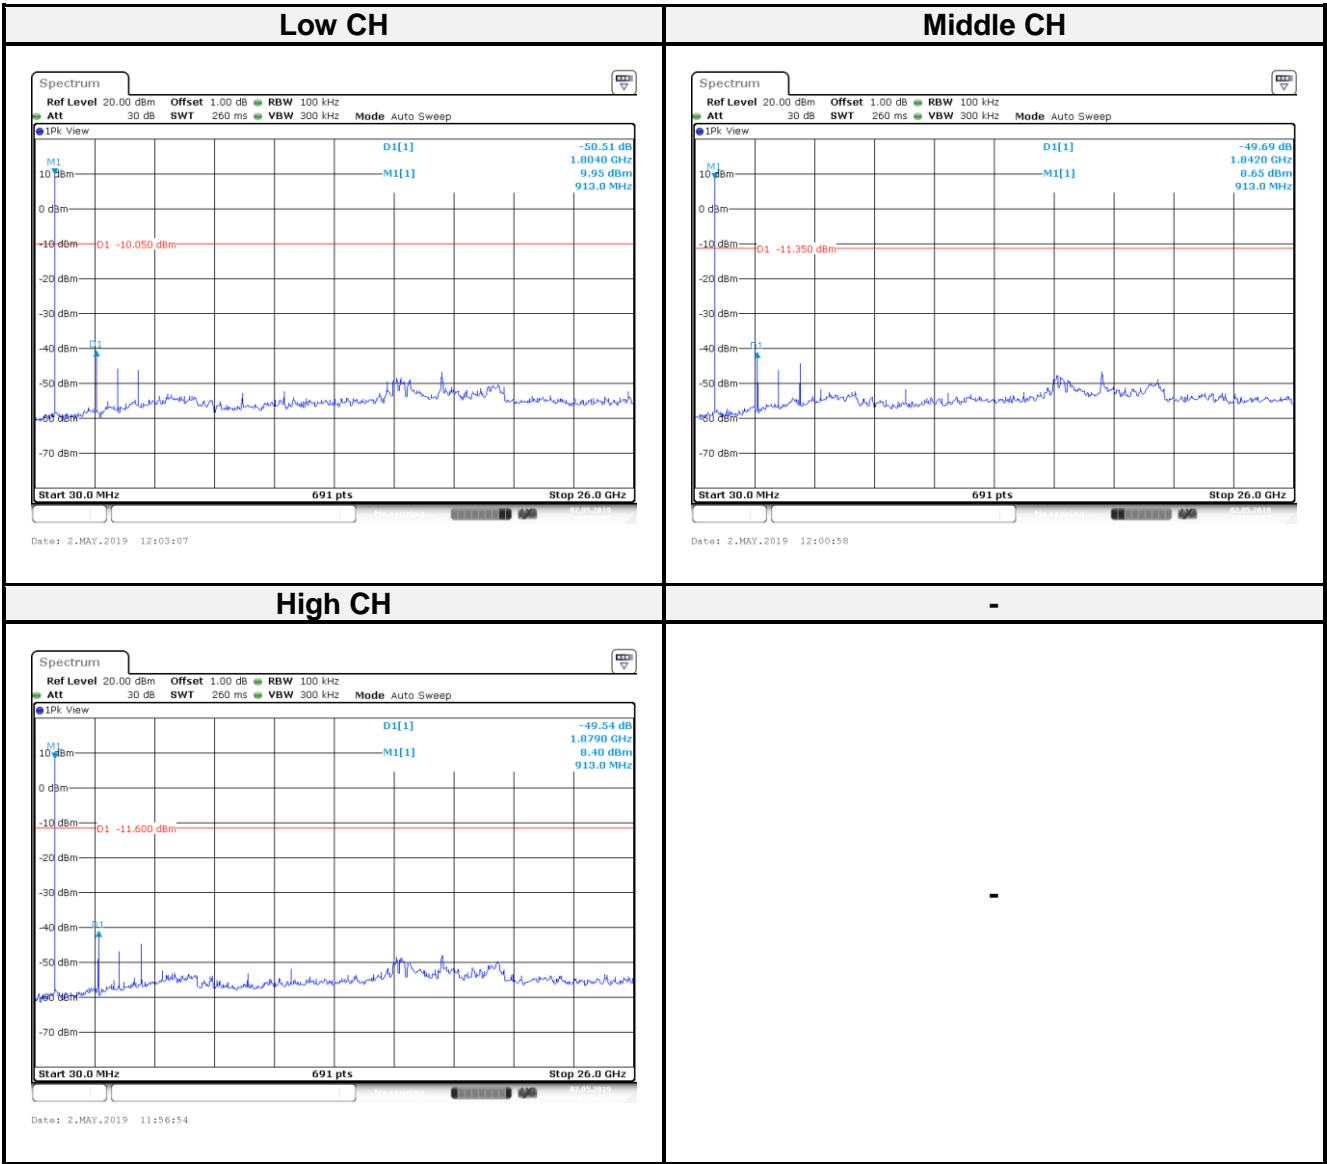 Low CH
Middle CH
Spectrum
Ref Level 20.00 dBm Offset 1.00 dB RBW 100 kHz
Att 30 dB SWT 260 ms VBW 300 kHz Mode Auto Sweep
1Pk View
D1[1] -50.51 dB
1.8040 GHz
M1[1] 9.95 dBm
913.0 MHz
M1
10 dBm
0 dBm
-10 dBm
D1 -10.050 dBm
-20 dBm
-30 dBm
-40 dBm
D1
-50 dBm
-60 dBm
-70 dBm
Start 30.0 MHz 691 pts Stop 26.0 GHz
02.05.2019
Date: 2.MAY.2019 12:03:07
Spectrum
Ref Level 20.00 dBm Offset 1.00 dB RBW 100 kHz
Att 30 dB SWT 260 ms VBW 300 kHz Mode Auto Sweep
1Pk View
D1[1] -49.69 dB
1.8420 GHz
M1[1] 8.65 dBm
913.0 MHz
M1
10 dBm
0 dBm
-10 dBm
D1 -11.350 dBm
-20 dBm
-30 dBm
-40 dBm
D1
-50 dBm
-60 dBm
-70 dBm
Start 30.0 MHz 691 pts Stop 26.0 GHz
02.05.2019
Date: 2.MAY.2019 12:00:58
High CH
-
Spectrum
Ref Level 20.00 dBm Offset 1.00 dB RBW 100 kHz
Att 30 dB SWT 260 ms VBW 300 kHz Mode Auto Sweep
1Pk View
D1[1] -49.54 dB
1.8790 GHz
M1[1] 8.40 dBm
913.0 MHz
M1
10 dBm
0 dBm
-10 dBm
D1 -11.600 dBm
-20 dBm
-30 dBm
-40 dBm
D1
-50 dBm
-60 dBm
-70 dBm
Start 30.0 MHz 691 pts Stop 26.0 GHz
02.05.2019
Date: 2.MAY.2019 11:56:54
-